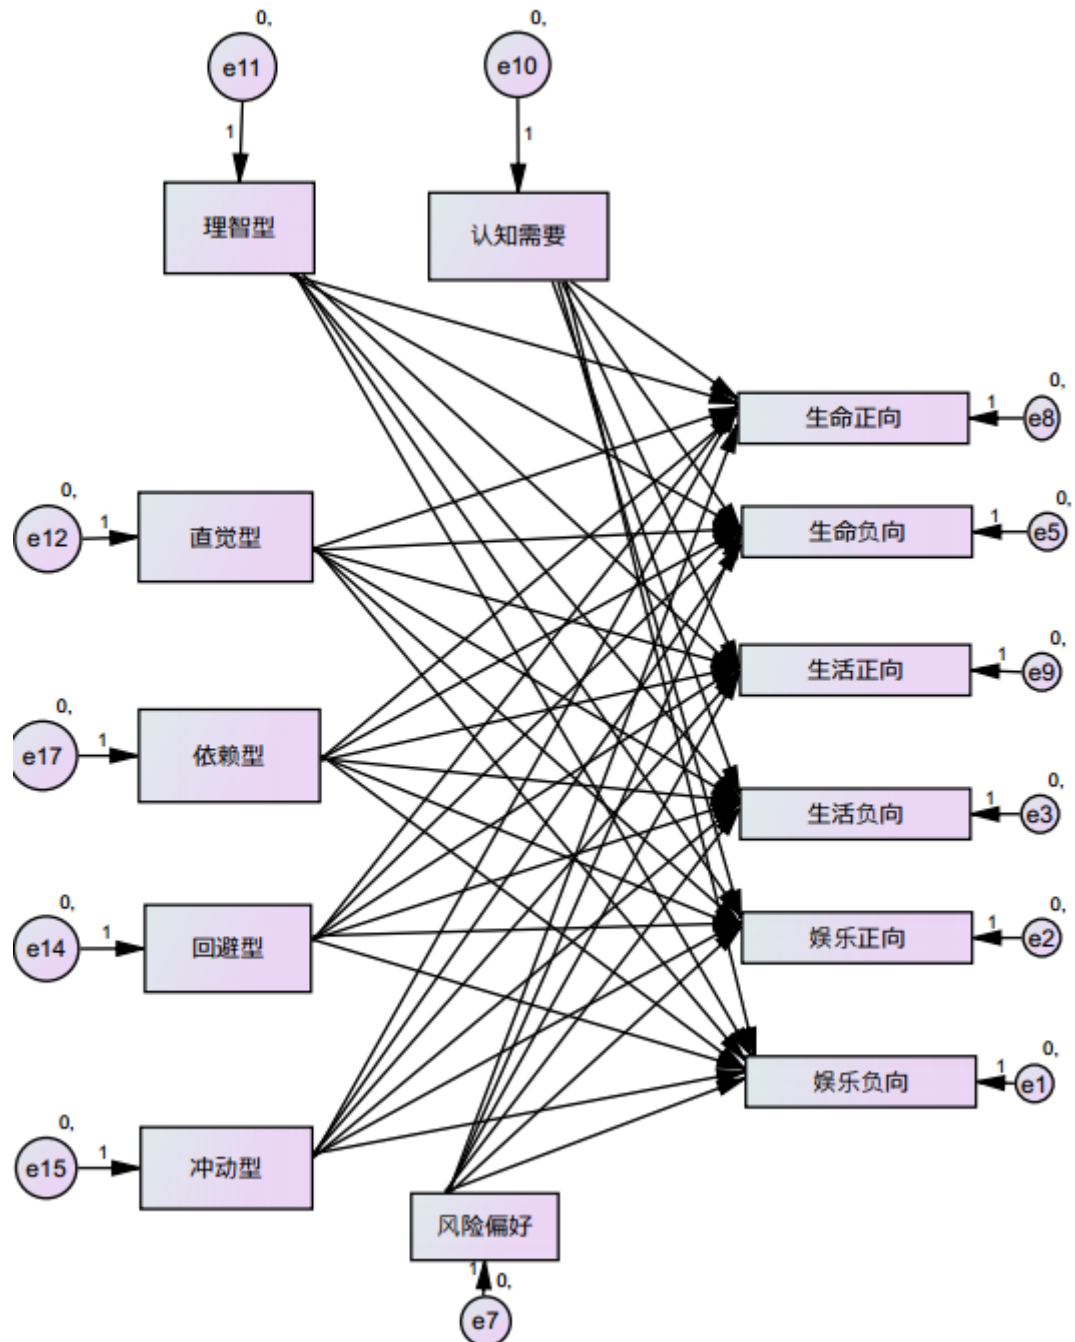 0,
0,
e11
e10
1
1
理智型
认知需要
0,
生命正向
1
e8
0,
0,
e12
1
直觉型
生命负向
1
e5
0,
0,
e17
1
依赖型
生活正向
1
e9
0,
0,
e14
1
回避型
生活负向
1
e3
0,
娱乐正向
1
e2
0,
娱乐负向
1
e1
0,
e15
1
冲动型
风险偏好
1
0,
e7